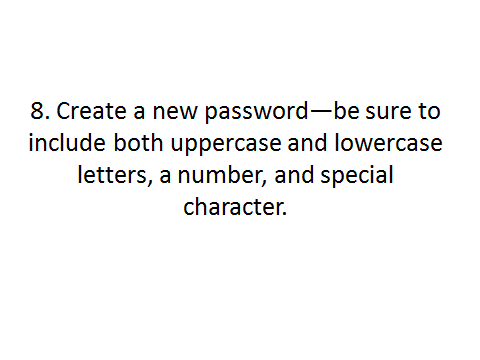 8. Create a new password—be sure to
include both uppercase and lowercase
letters, a number, and special
character.